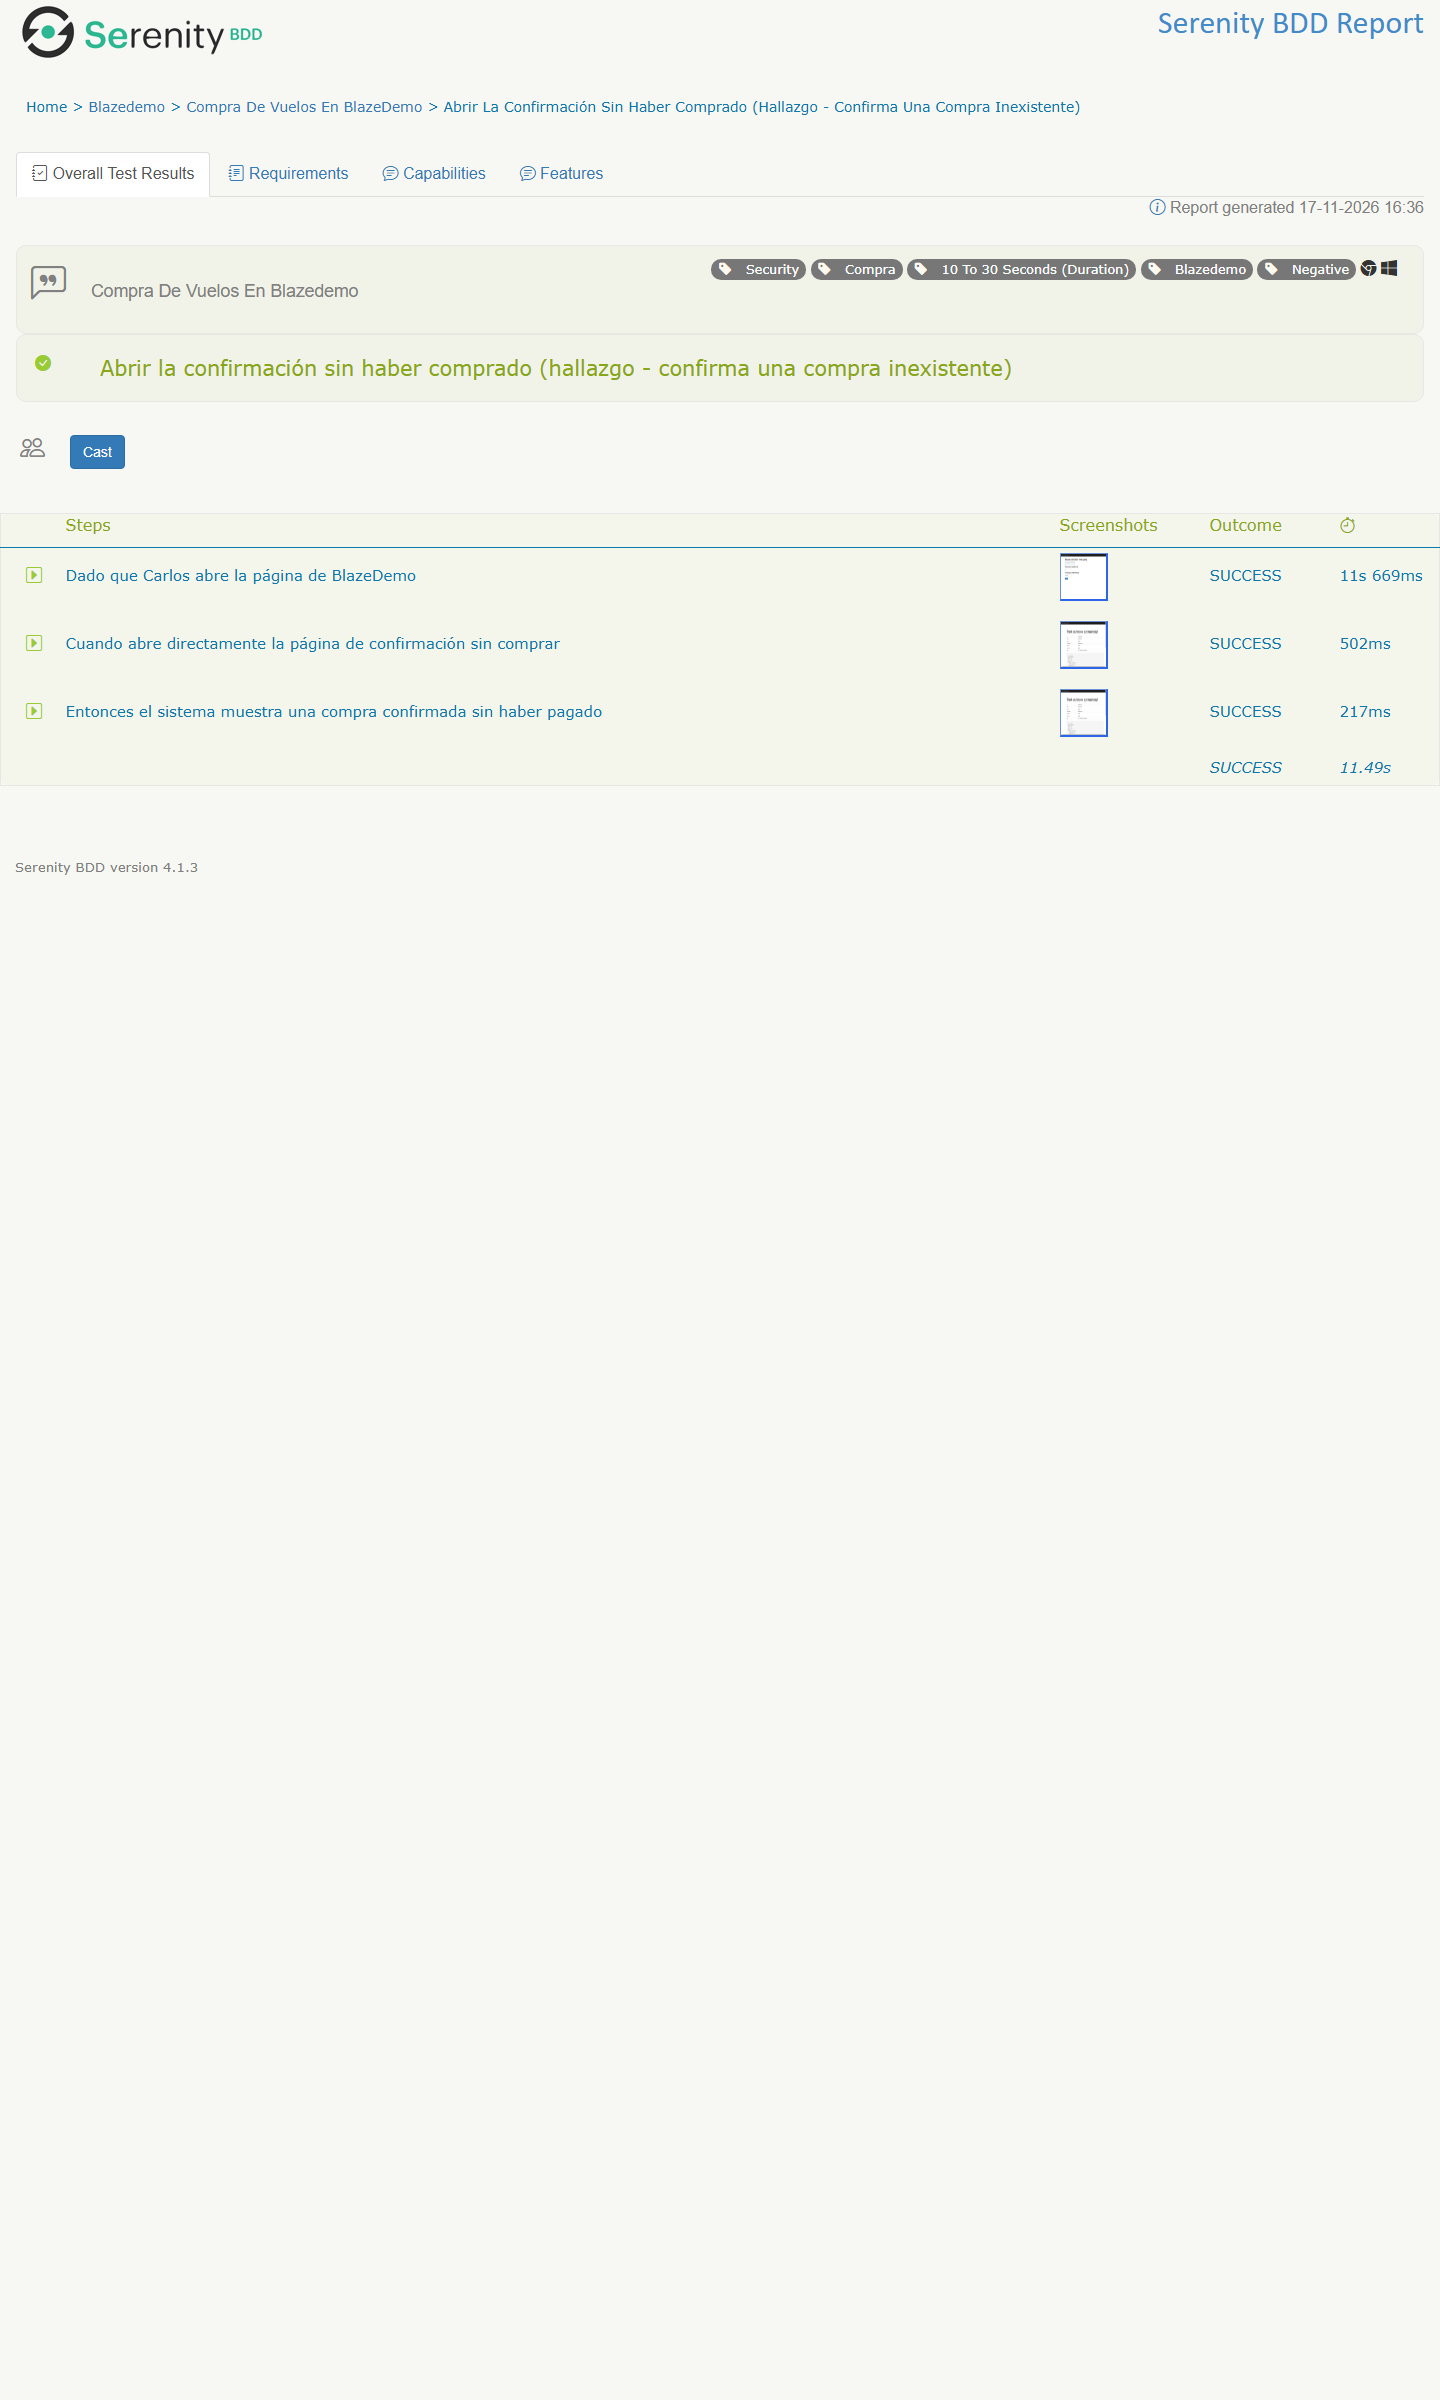 Serenity BDD
Serenity BDD Report
Home > Blazedemo > Compra De Vuelos En BlazeDemo > Abrir La Confirmación Sin Haber Comprado (Hallazgo - Confirma Una Compra Inexistente)
Overall Test Results Requirements Capabilities Features
Report generated 17-11-2026 16:36
Security Compra 10 To 30 Seconds (Duration) Blazedemo Negative
Compra De Vuelos En Blazedemo
Abrir la confirmación sin haber comprado (hallazgo - confirma una compra inexistente)
Cast
Steps Screenshots Outcome
Dado que Carlos abre la página de BlazeDemo SUCCESS 11s 669ms
Cuando abre directamente la página de confirmación sin comprar SUCCESS 502ms
Entonces el sistema muestra una compra confirmada sin haber pagado SUCCESS 217ms
SUCCESS 11.49s
Serenity BDD version 4.1.3